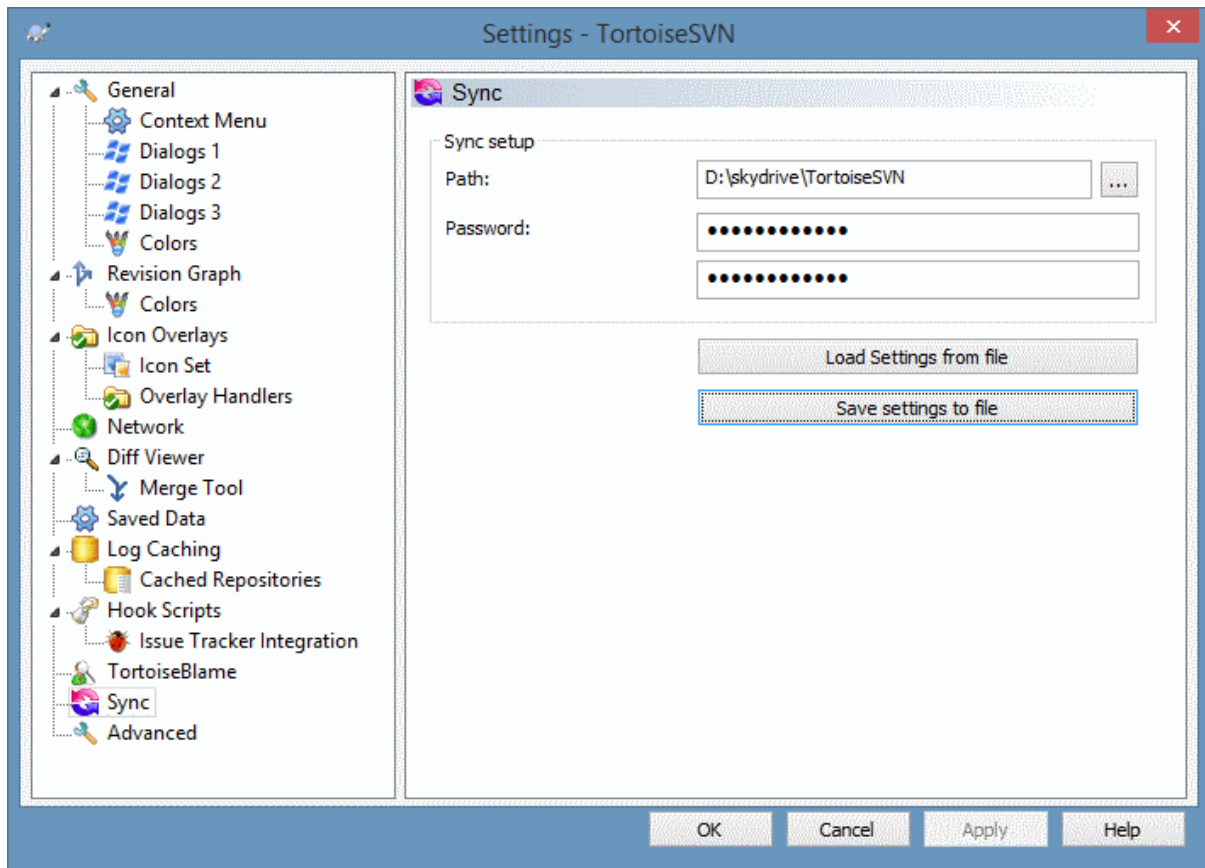 Settings - TortoiseSVN
General
Context Menu
Dialogs 1
Dialogs 2
Dialogs 3
Colors
Revision Graph
Colors
Icon Overlays
Icon Set
Overlay Handlers
Network
Diff Viewer
Merge Tool
Saved Data
Log Caching
Cached Repositories
Hook Scripts
Issue Tracker Integration
TortoiseBlame
Sync
Advanced
Sync
Sync setup
Path:
D:\skydrive\TortoiseSVN
...
Password:
●●●●●●●●●●●●
●●●●●●●●●●●●
Load Settings from file
Save settings to file
OK
Cancel
Apply
Help